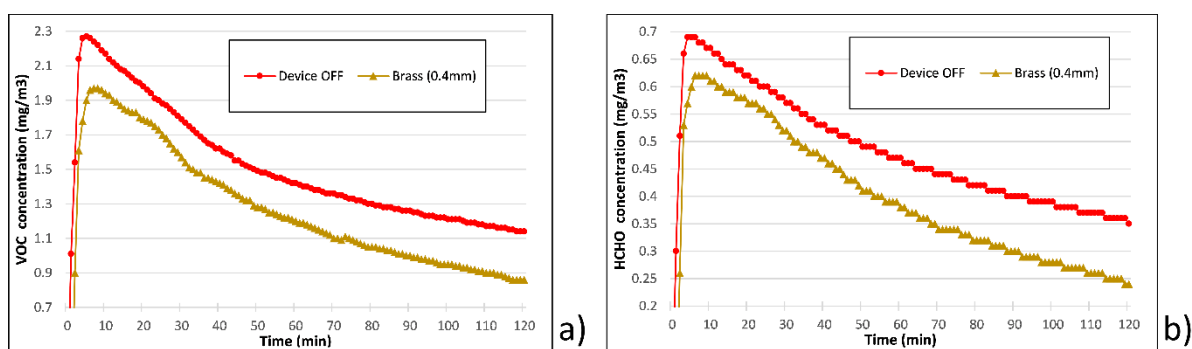 2.3
2.1
1.9
1.7
1.5
1.3
1.1
0.9
0.7
VOC concentration (mg/m3)
Device OFF Brass (0.4mm)
0 10 20 30 40 50 60 70 80 90 100 110 120
Time (min)
a)
0.7
0.65
0.6
0.55
0.5
0.45
0.4
0.35
0.3
0.25
0.2
HCHO concentration (mg/m3)
Device OFF Brass (0.4mm)
0 10 20 30 40 50 60 70 80 90 100 110 120
Time (min)
b)